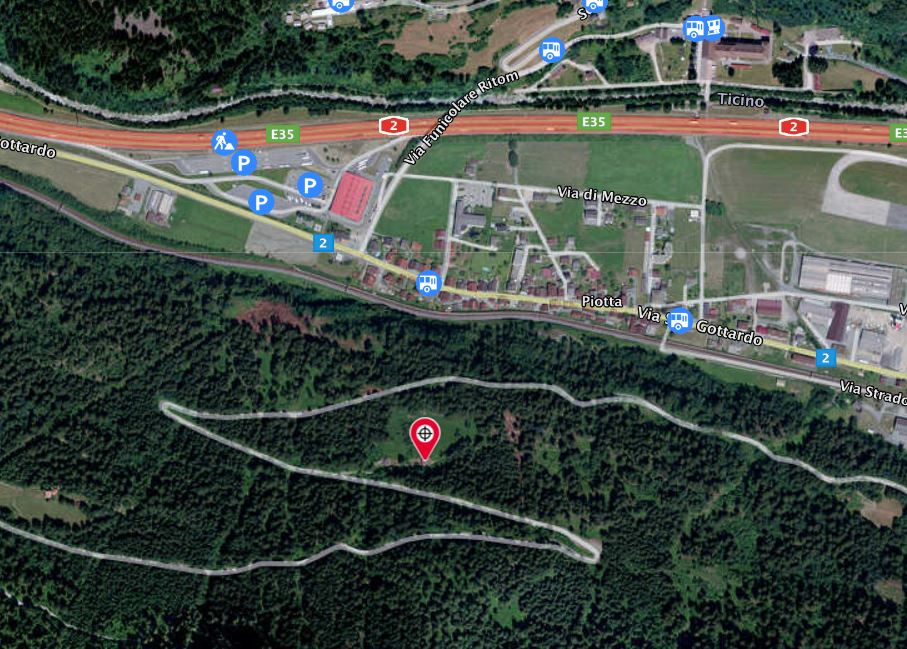 S
Ticino
Via Funicolare Ritom
2
E35
E35
2
E3
ottardo
P
P
P
Via di Mezzo
2
Piotta
Via S
Gottardo
V
2
Via Strado